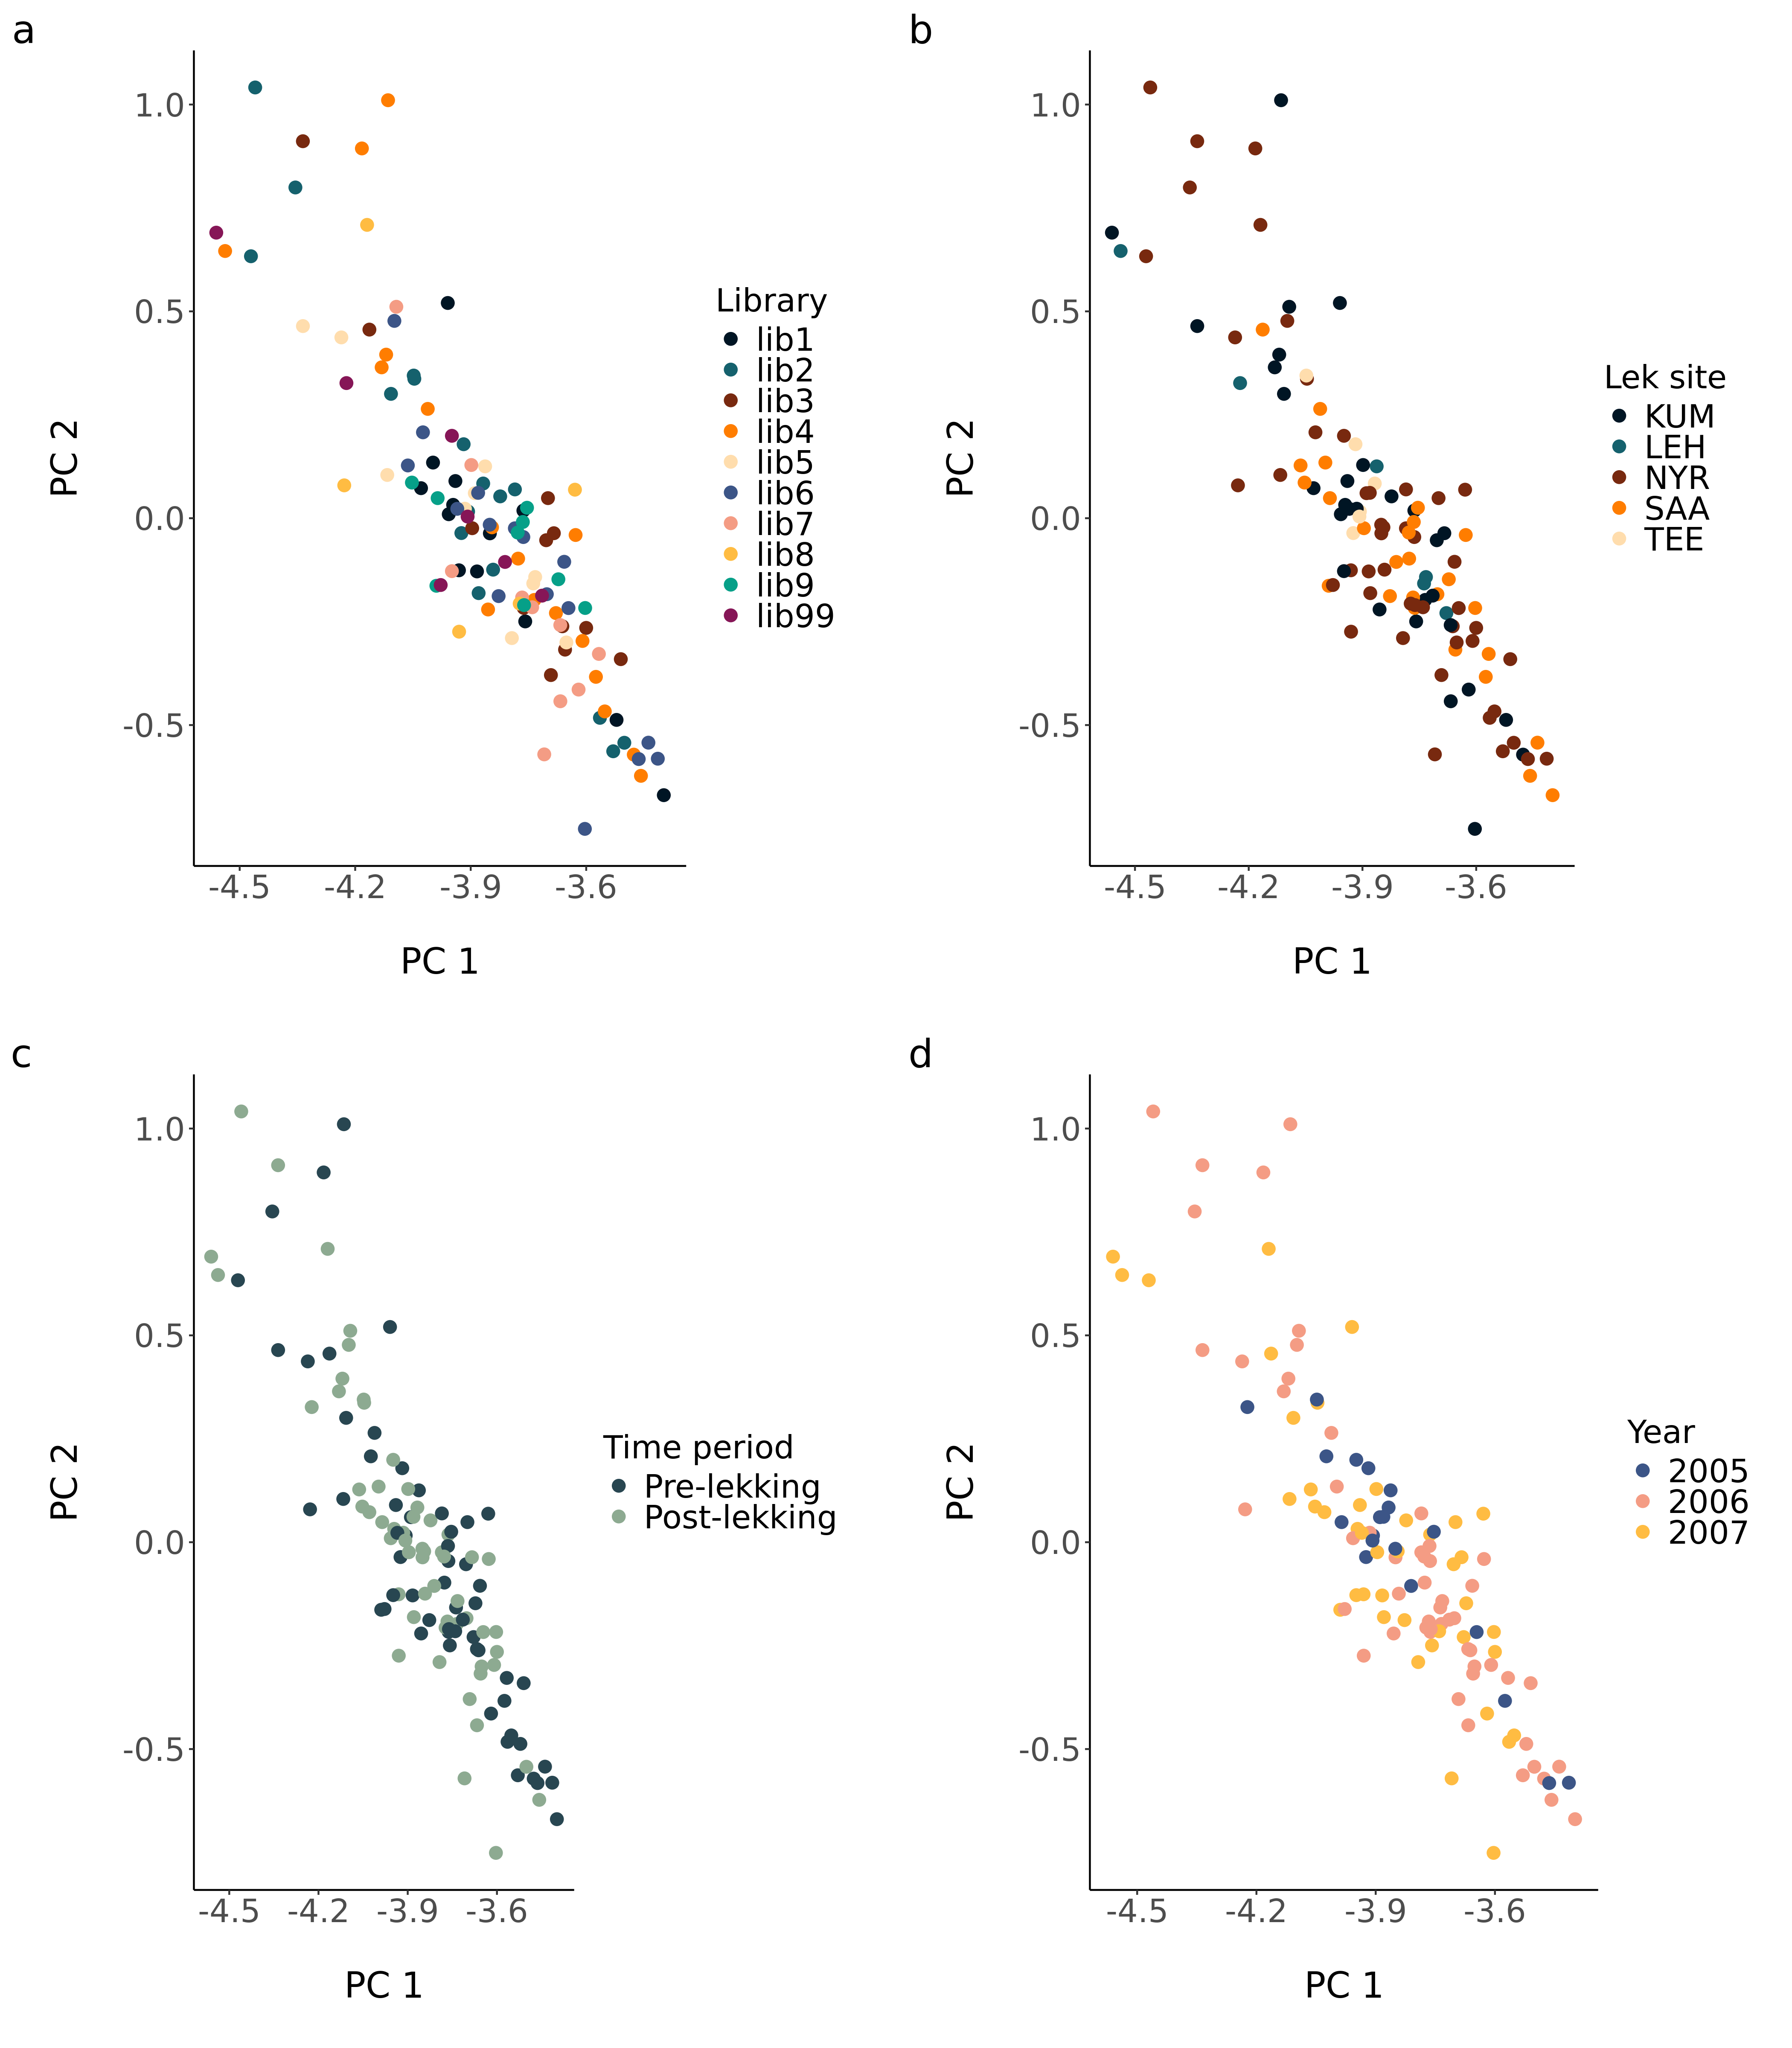 a
PC 2
1.0
0.5
0.0
-0.5
-4.5 -4.2 -3.9 -3.6
PC 1
Library
lib1
lib2
lib3
lib4
lib5
lib6
lib7
lib8
lib9
lib99
b
PC 2
1.0
0.5
0.0
-0.5
-4.5 -4.2 -3.9 -3.6
PC 1
Lek site
KUM
LEH
NYR
SAA
TEE
c
PC 2
1.0
0.5
0.0
-0.5
-4.5 -4.2 -3.9 -3.6
PC 1
Time period
Pre-lekking
Post-lekking
d
PC 2
1.0
0.5
0.0
-0.5
-4.5 -4.2 -3.9 -3.6
PC 1
Year
2005
2006
2007